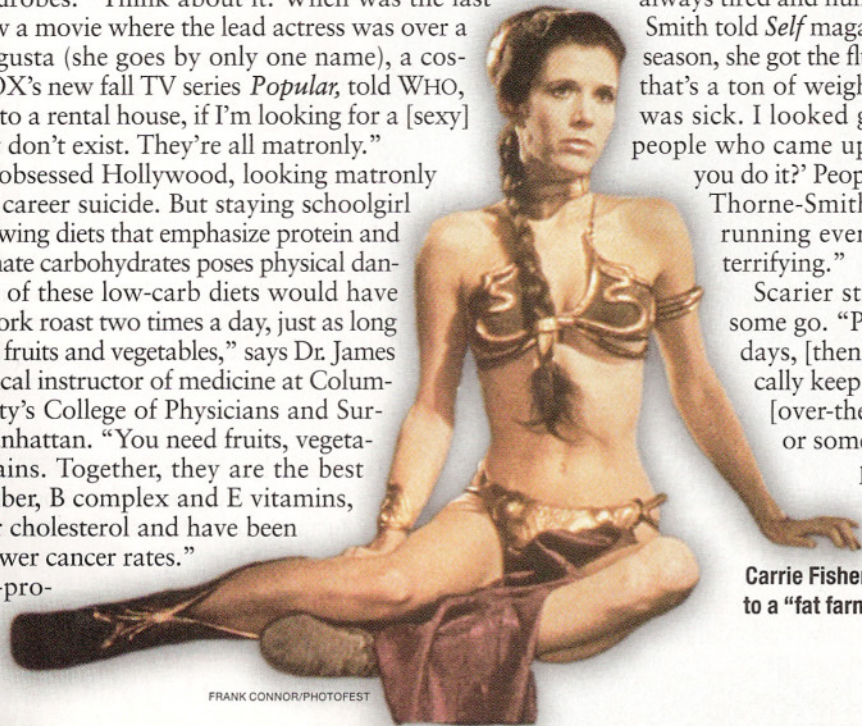 Think about it. When was the last
w a movie where the lead actress was over a
gusta (she goes by only one name), a cos-
OX's new fall TV series Popular, told WHO,
to a rental house, if I'm looking for a [sexy]
don't exist. They're all matronly."
obsessed Hollywood, looking matronly
career suicide. But staying schoolgirl
wing diets that emphasize protein and
nate carbohydrates poses physical dan-
of these low-carb diets would have
ork roast two times a day, just as long
fruits and vegetables," says Dr. James
cal instructor of medicine at Colum-
ty's College of Physicians and Sur-
anhattan. "You need fruits, vegeta-
ains. Together, they are the best
ber, B complex and E vitamins,
r cholesterol and have been
wer cancer rates."
-pro-
always tired and
Smith told Self maga
season, she got the fl
that's a ton of weigh
was sick. I looked g
people who came up
you do it?' Peop
Thorne-Smith
running ever
terrifying."
Scarier st
some go. "P
days, [then
cally keep
[over-the
or some
Carrie Fisher
to a "fat farm
FRANK CONNOR/PHOTOFEST